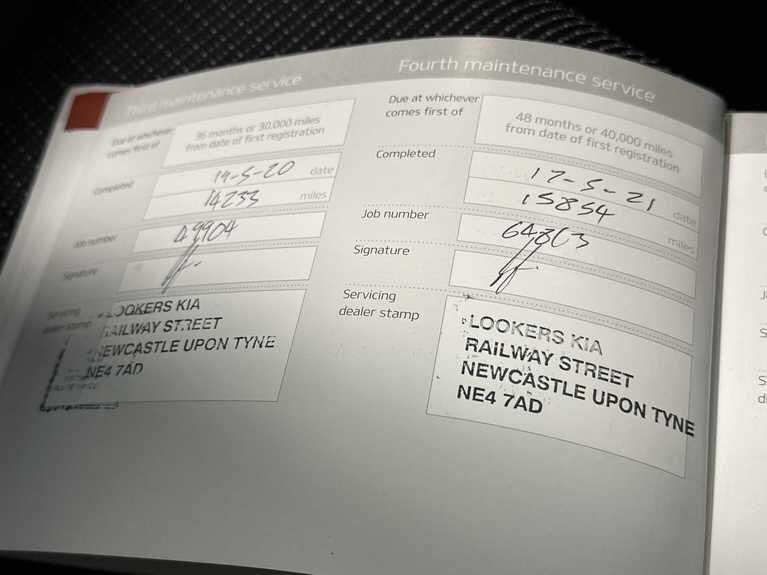 Third maintenance service
Due at whichever
comes first of
36 months or 30,000 miles
from date of first registration
Completed
19-5-20 date
14233 miles
Job number
49904
Signature
Servicing
dealer stamp
LOOKERS KIA
RAILWAY STREET
NEWCASTLE UPON TYNE
NE4 7AD
Fourth maintenance service
Due at whichever
comes first of
48 months or 40,000 miles
from date of first registration
Completed
17-5-21 date
15854 miles
Job number
Signature
Servicing
dealer stamp
LOOKERS KIA
RAILWAY STREET
NEWCASTLE UPON TYNE
NE4 7AD